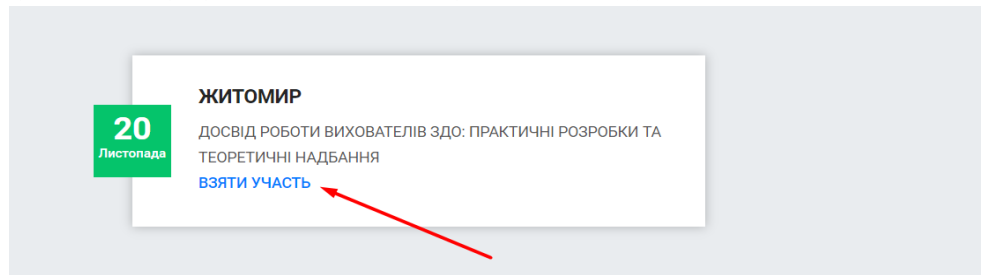 ЖИТОМИР
20
Листопада
ДОСВІД РОБОТИ ВИХОВАТЕЛІВ ЗДО: ПРАКТИЧНІ РОЗРОБКИ ТА
ТЕОРЕТИЧНІ НАДБАННЯ
ВЗЯТИ УЧАСТЬ